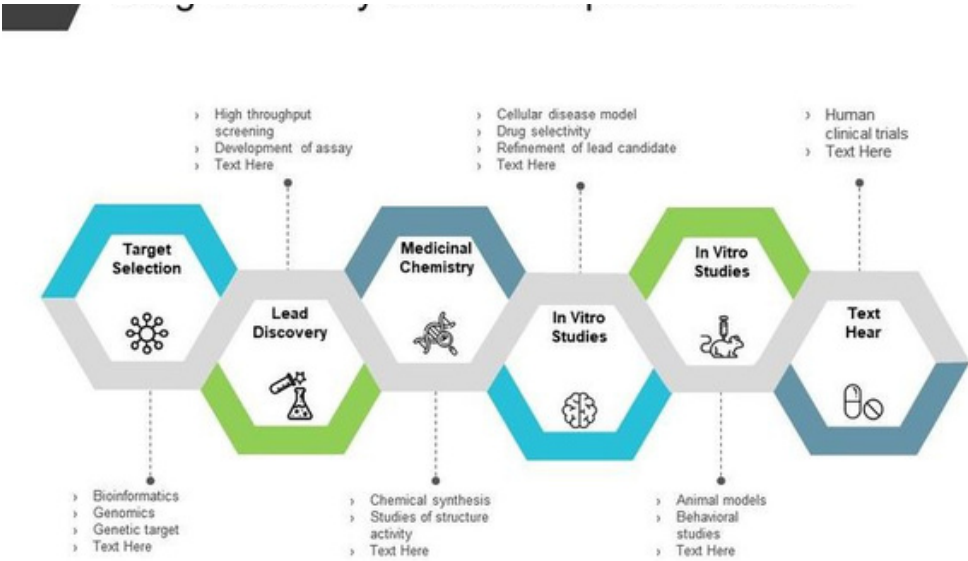 High throughput
screening
Development of assay
Text Here
Cellular disease model
Drug selectivity
Refinement of lead candidate
Text Here
Human
clinical trials
Text Here
Target
Selection
Lead
Discovery
Medicinal
Chemistry
In Vitro
Studies
In Vitro
Studies
Text
Hear
Bioinformatics
Genomics
Genetic target
Text Here
Chemical synthesis
Studies of structure
activity
Text Here
Animal models
Behavioral
studies
Text Here